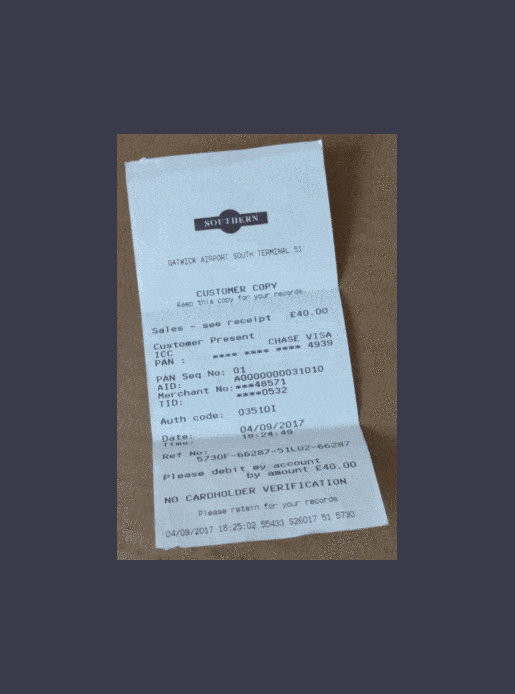 SOUTHERN
GATWICK AIRPORT SOUTH TERMINAL 51
CUSTOMER COPY
Keep this copy for your records
Sales - see receipt £40.00
Customer Present
ICC CHASE VISA
PAN : **** **** **** 4939
PAN Seq No: 01
AID: A0000000031010
Merchant No:***48571
TID: ****0532
Auth code: 03510I
Date: 04/09/2017
Time: 18:24:49
Ref No:
5730F-66287-51LU2-66287
Please debit my account
by amount £40.00
NO CARDHOLDER VERIFICATION
Please retain for your records
04/09/2017 18:25:02 55433 526017 51 5730